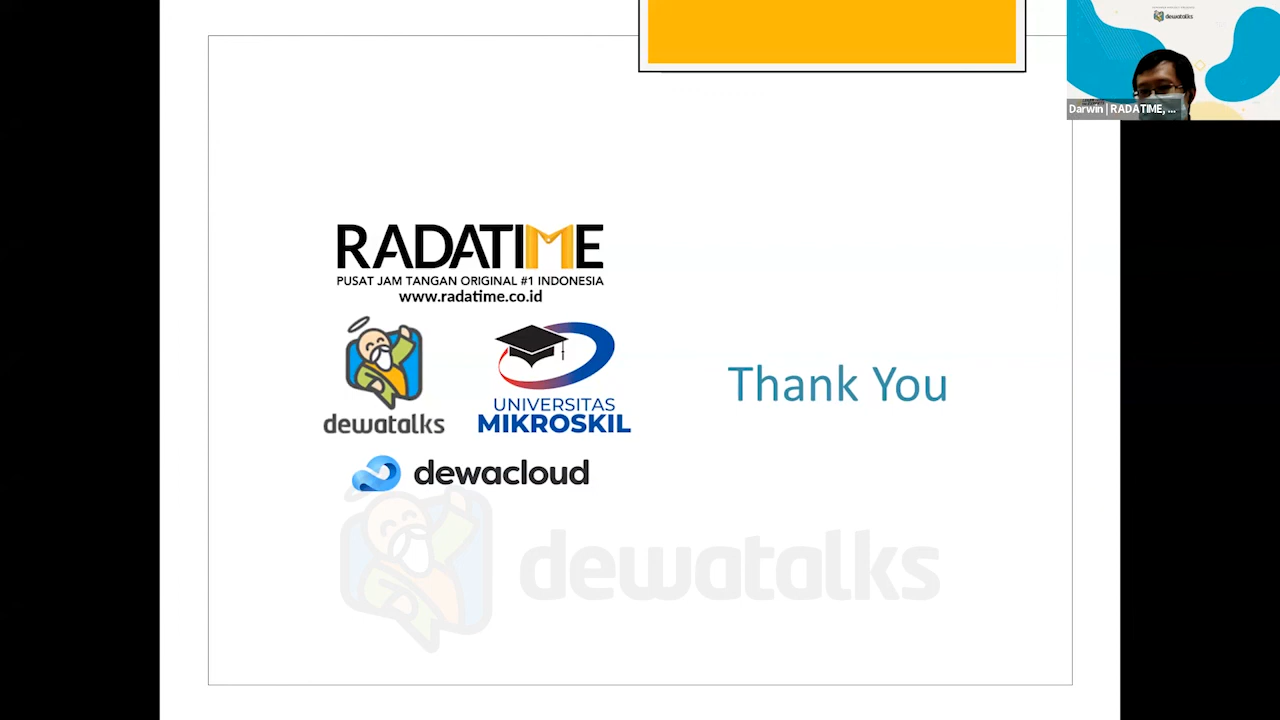 dewatalks
Darwin | RADATIME, ...
RADATIME
PUSAT JAM TANGAN ORIGINAL #1 INDONESIA
www.radatime.co.id
dewatalks
UNIVERSITAS
MIKROSKIL
Thank You
dewacloud
dewatalks